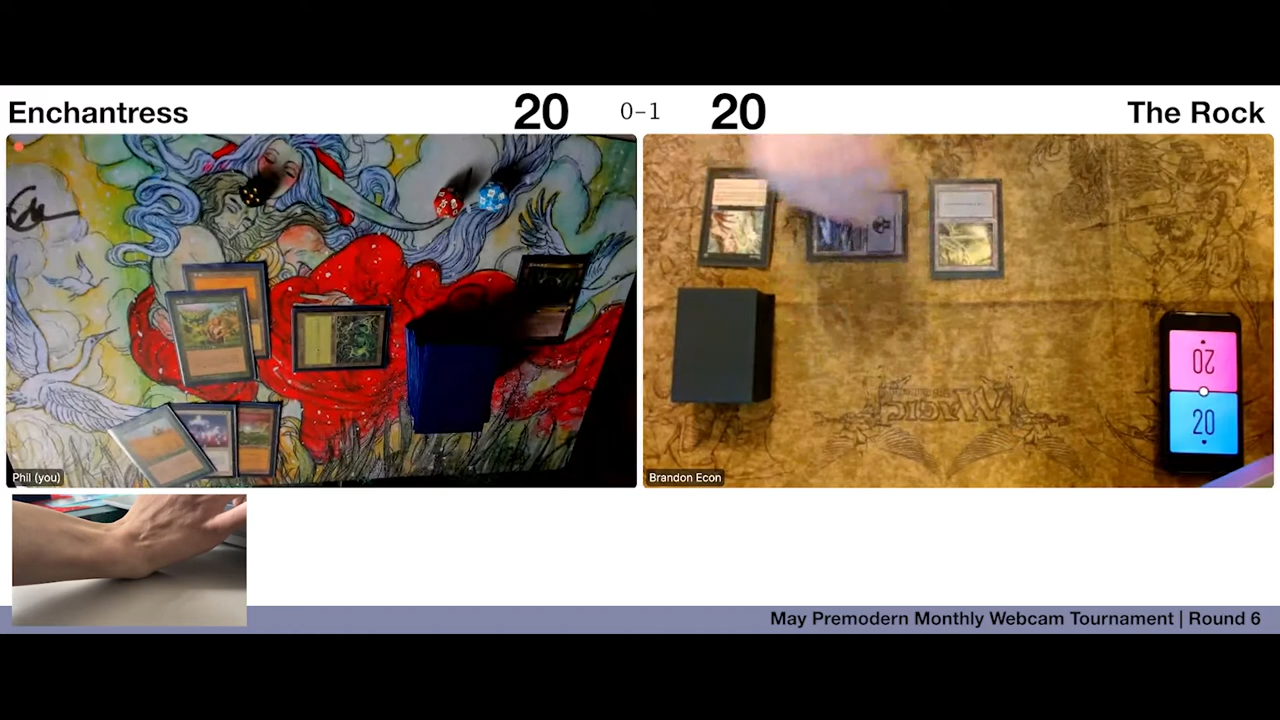 Enchantress
20
0-1
20
The Rock
20
20
Phil (you)
Brandon Econ
May Premodern Monthly Webcam Tournament | Round 6